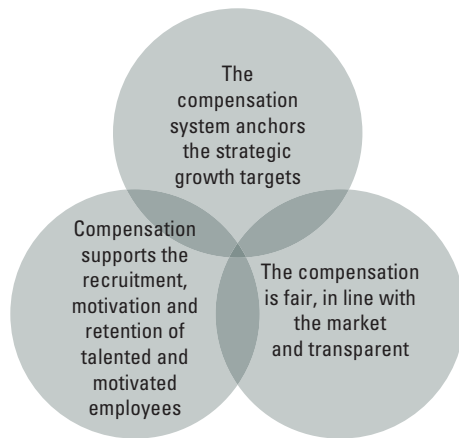 The
compensation
system anchors
the strategic
growth targets
Compensation
supports the
recruitment,
motivation and
retention of
talented and
motivated
employees
The compensation
is fair, in line with
the market
and transparent